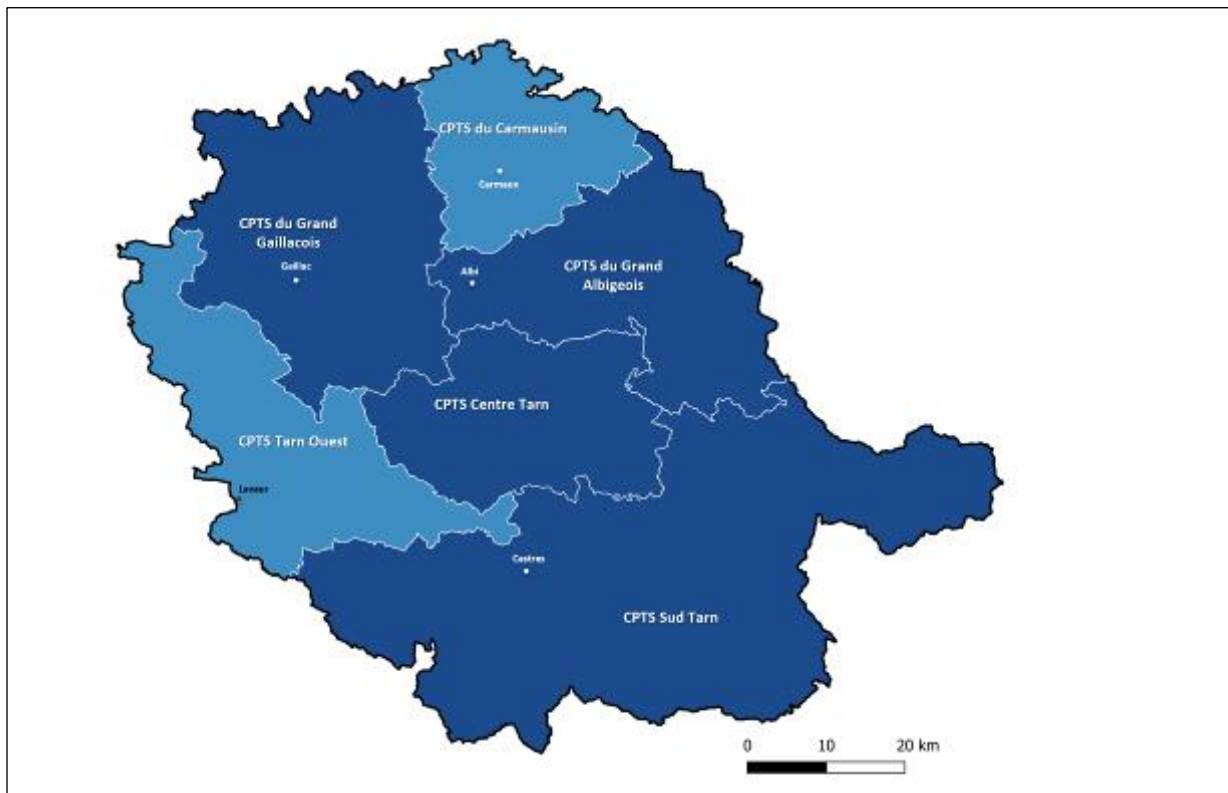 CPTS du Carmausin
Carmaux
CPTS du Grand
Gaillacois
Gaillac
CPTS du Grand
Albigeois
Albi
CPTS Centre Tarn
CPTS Tarn Ouest
Lavaur
Castres
CPTS Sud Tarn
0 10 20 km